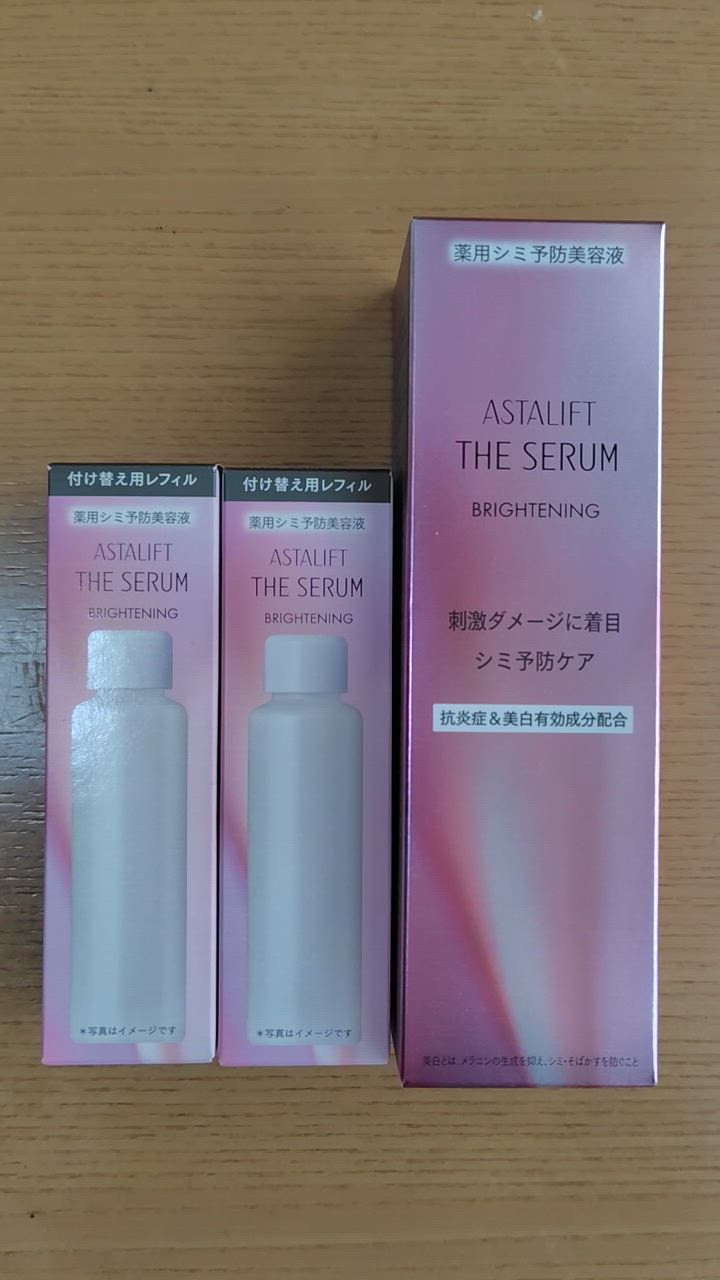 付け替え用レフィル
薬用シミ予防美容液
ASTALIFT
THE SERUM
BRIGHTENING
*写真はイメージです
付け替え用レフィル
薬用シミ予防美容液
ASTALIFT
THE SERUM
BRIGHTENING
*写真はイメージです
薬用シミ予防美容液
ASTALIFT
THE SERUM
BRIGHTENING
刺激ダメージに着目
シミ予防ケア
抗炎症&美白有効成分配合
美白とは、メラニンの生成を抑え、シミ・そばかすを防ぐこと